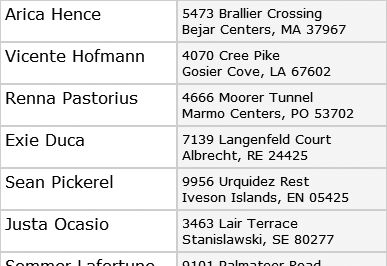 Arica Hence
5473 Brallier Crossing
Bejar Centers, MA 37967
Vicente Hofmann
4070 Cree Pike
Gosier Cove, LA 67602
Renna Pastorius
4666 Moorer Tunnel
Marmo Centers, PO 53702
Exie Duca
7139 Langenfeld Court
Albrecht, RE 24425
Sean Pickerel
9956 Urquidez Rest
Iveson Islands, EN 05425
Justa Ocasio
3463 Lair Terrace
Stanislawski, SE 80277
Sommer Lafortune
9101 Palmateer Road